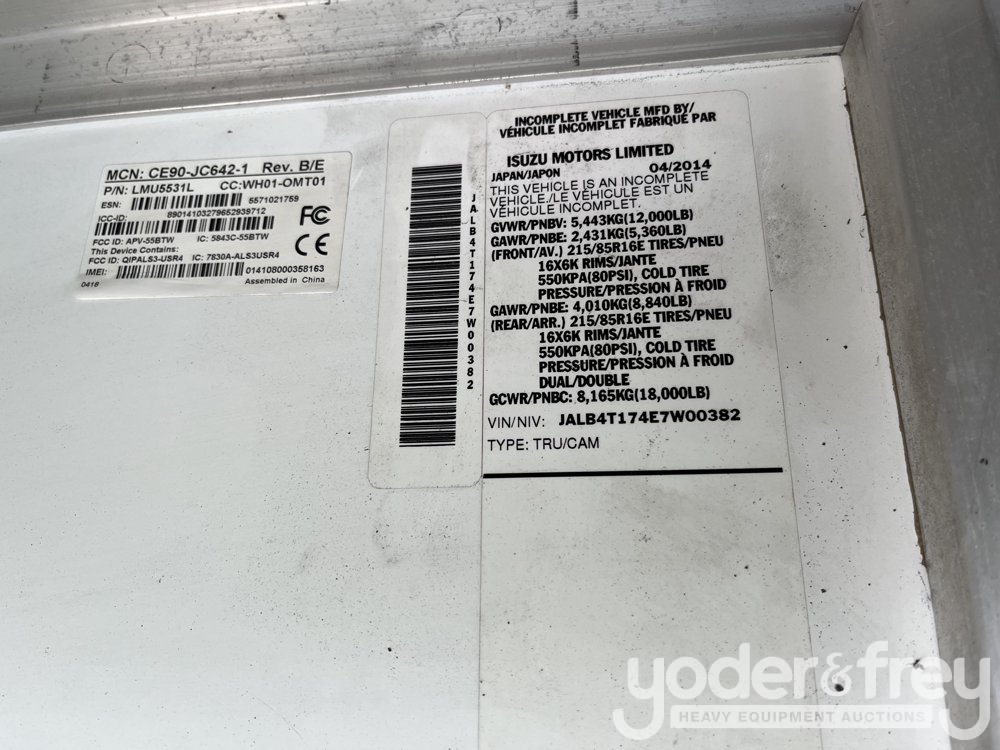 MCN: CE90-JC642-1 Rev. B/E
P/N: LMU5531L CC:WH01-OMT01
ESN: 5571021759
ICC-ID: 89014103279652939712
FCC ID: APV-55BTW IC: 5843C-55BTW
This Device Contains:
FCC ID: QIPALS3-USR4 IC: 7830A-ALS3USR4
IMEI: 014108000358163
0418 Assembled in China
FC
CE
JALB4T174E7W00382
INCOMPLETE VEHICLE MFD BY/
VÉHICULE INCOMPLET FABRIQUÉ PAR
ISUZU MOTORS LIMITED
JAPAN/JAPON 04/2014
THIS VEHICLE IS AN INCOMPLETE
VEHICLE./LE VÉHICULE EST UN
VÉHICULE INCOMPLET.
GVWR/PNBV: 5,443KG(12,000LB)
GAWR/PNBE: 2,431KG(5,360LB)
(FRONT/AV.) 215/85R16E TIRES/PNEU
16X6K RIMS/JANTE
550KPA(80PSI), COLD TIRE
PRESSURE/PRESSION À FROID
GAWR/PNBE: 4,010KG(8,840LB)
(REAR/ARR.) 215/85R16E TIRES/PNEU
16X6K RIMS/JANTE
550KPA(80PSI), COLD TIRE
PRESSURE/PRESSION À FROID
DUAL/DOUBLE
GCWR/PNBC: 8,165KG(18,000LB)
VIN/NIV: JALB4T174E7W00382
TYPE: TRU/CAM
yoder&frey
HEAVY EQUIPMENT AUCTIONS